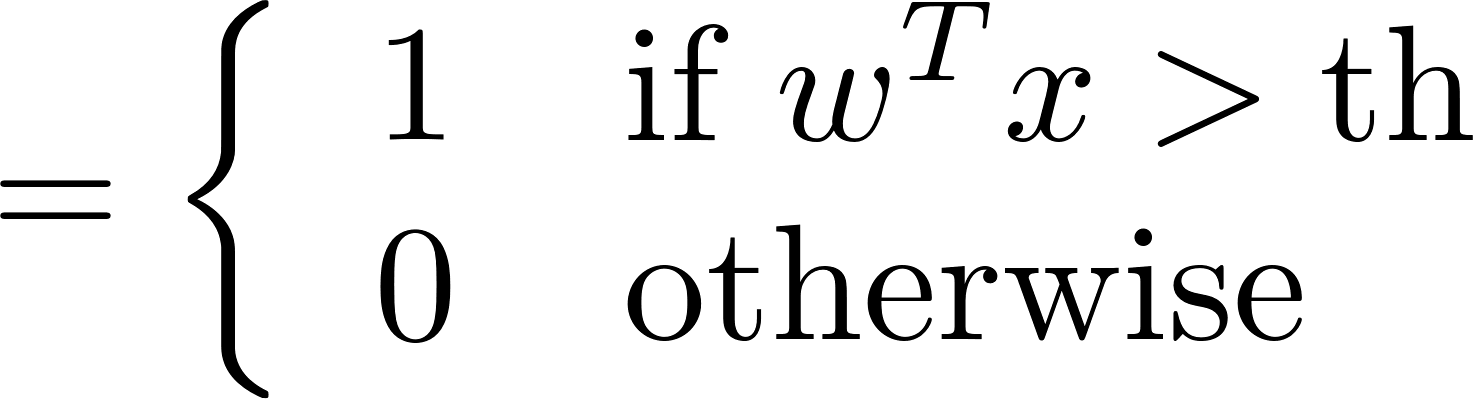 = { 1 if w^T x > th
0 otherwise